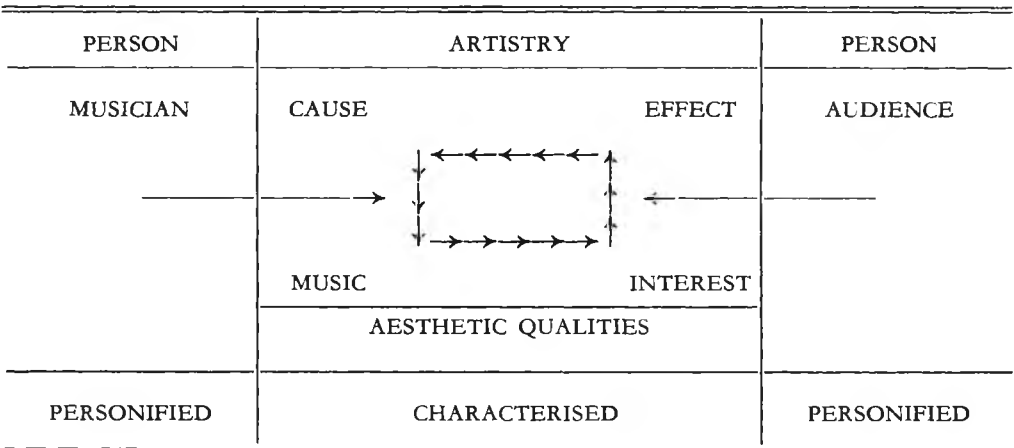 PERSON ARTISTRY PERSON
MUSICIAN CAUSE EFFECT AUDIENCE
MUSIC INTEREST
AESTHETIC QUALITIES
PERSONIFIED CHARACTERISED PERSONIFIED